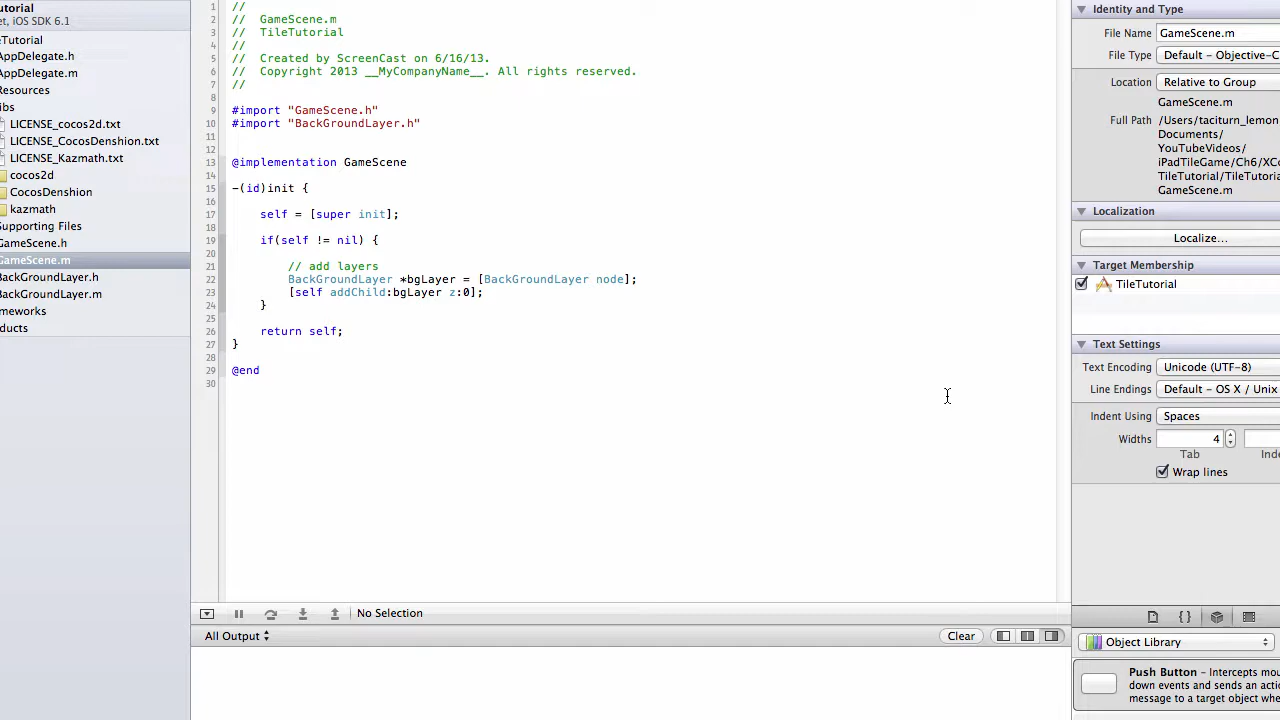 utorial
et, iOS SDK 6.1
eTutorial
AppDelegate.h
AppDelegate.m
Resources
ibs
LICENSE_cocos2d.txt
LICENSE_CocosDenshion.txt
LICENSE_Kazmath.txt
cocos2d
CocosDenshion
kazmath
Supporting Files
GameScene.h
GameScene.m
BackGroundLayer.h
BackGroundLayer.m
meworks
ducts
1 //
2 // GameScene.m
3 // TileTutorial
4 //
5 // Created by ScreenCast on 6/16/13.
6 // Copyright 2013 __MyCompanyName__. All rights reserved.
7 //
8
9 #import "GameScene.h"
10 #import "BackGroundLayer.h"
11
12
13 @implementation GameScene
14
15 -(id)init {
16
17 self = [super init];
18
19 if(self != nil) {
20
21 // add layers
22 BackGroundLayer *bgLayer = [BackGroundLayer node];
23 [self addChild:bgLayer z:0];
24 }
25
26 return self;
27 }
28
29 @end
30
No Selection
All Output
Clear
Identity and Type
File Name GameScene.m
File Type Default - Objective-C
Location Relative to Group
GameScene.m
Full Path /Users/taciturn_lemon
Documents/
YouTubeVideos/
iPadTileGame/Ch6/XCo
TileTutorial/TileTutoria
GameScene.m
Localization
Localize...
Target Membership
TileTutorial
Text Settings
Text Encoding Unicode (UTF-8)
Line Endings Default - OS X / Unix
Indent Using Spaces
Widths 4
Tab Inde
Wrap lines
{ }
Object Library
Push Button - Intercepts mou
down events and sends an actio
message to a target object whe